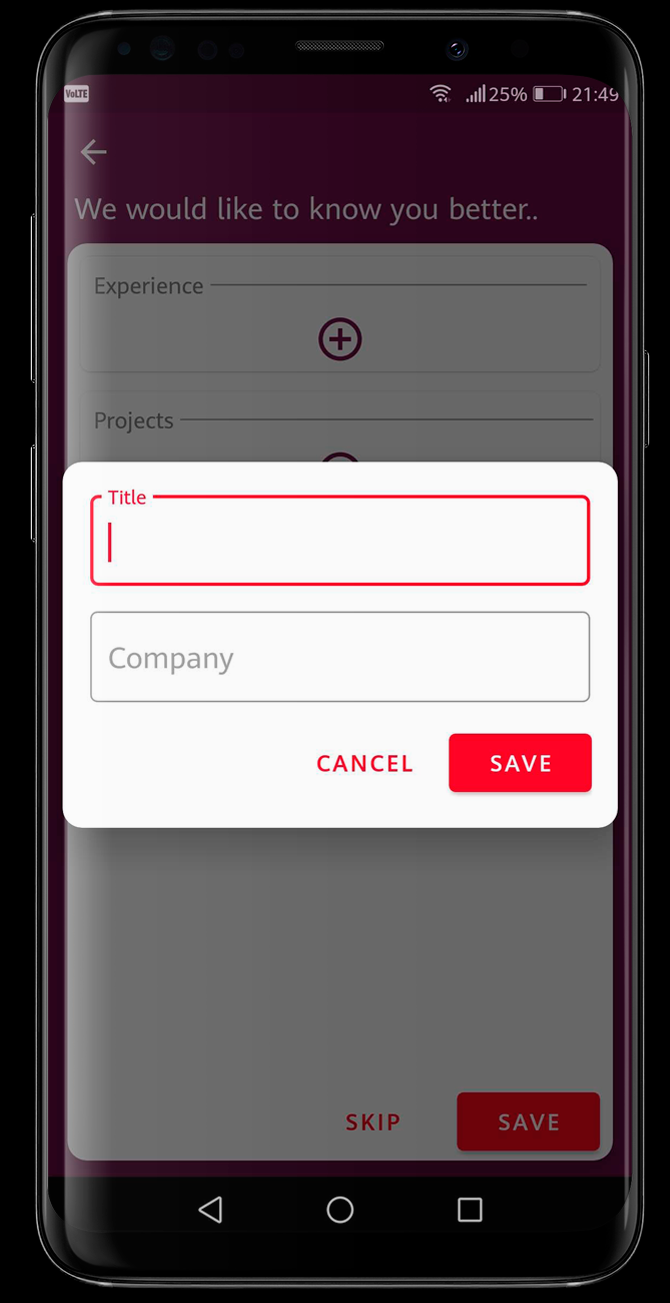 VoLTE 25% 21:49
We would like to know you better..
Experience
Projects
Title
Company
CANCEL SAVE
SKIP SAVE